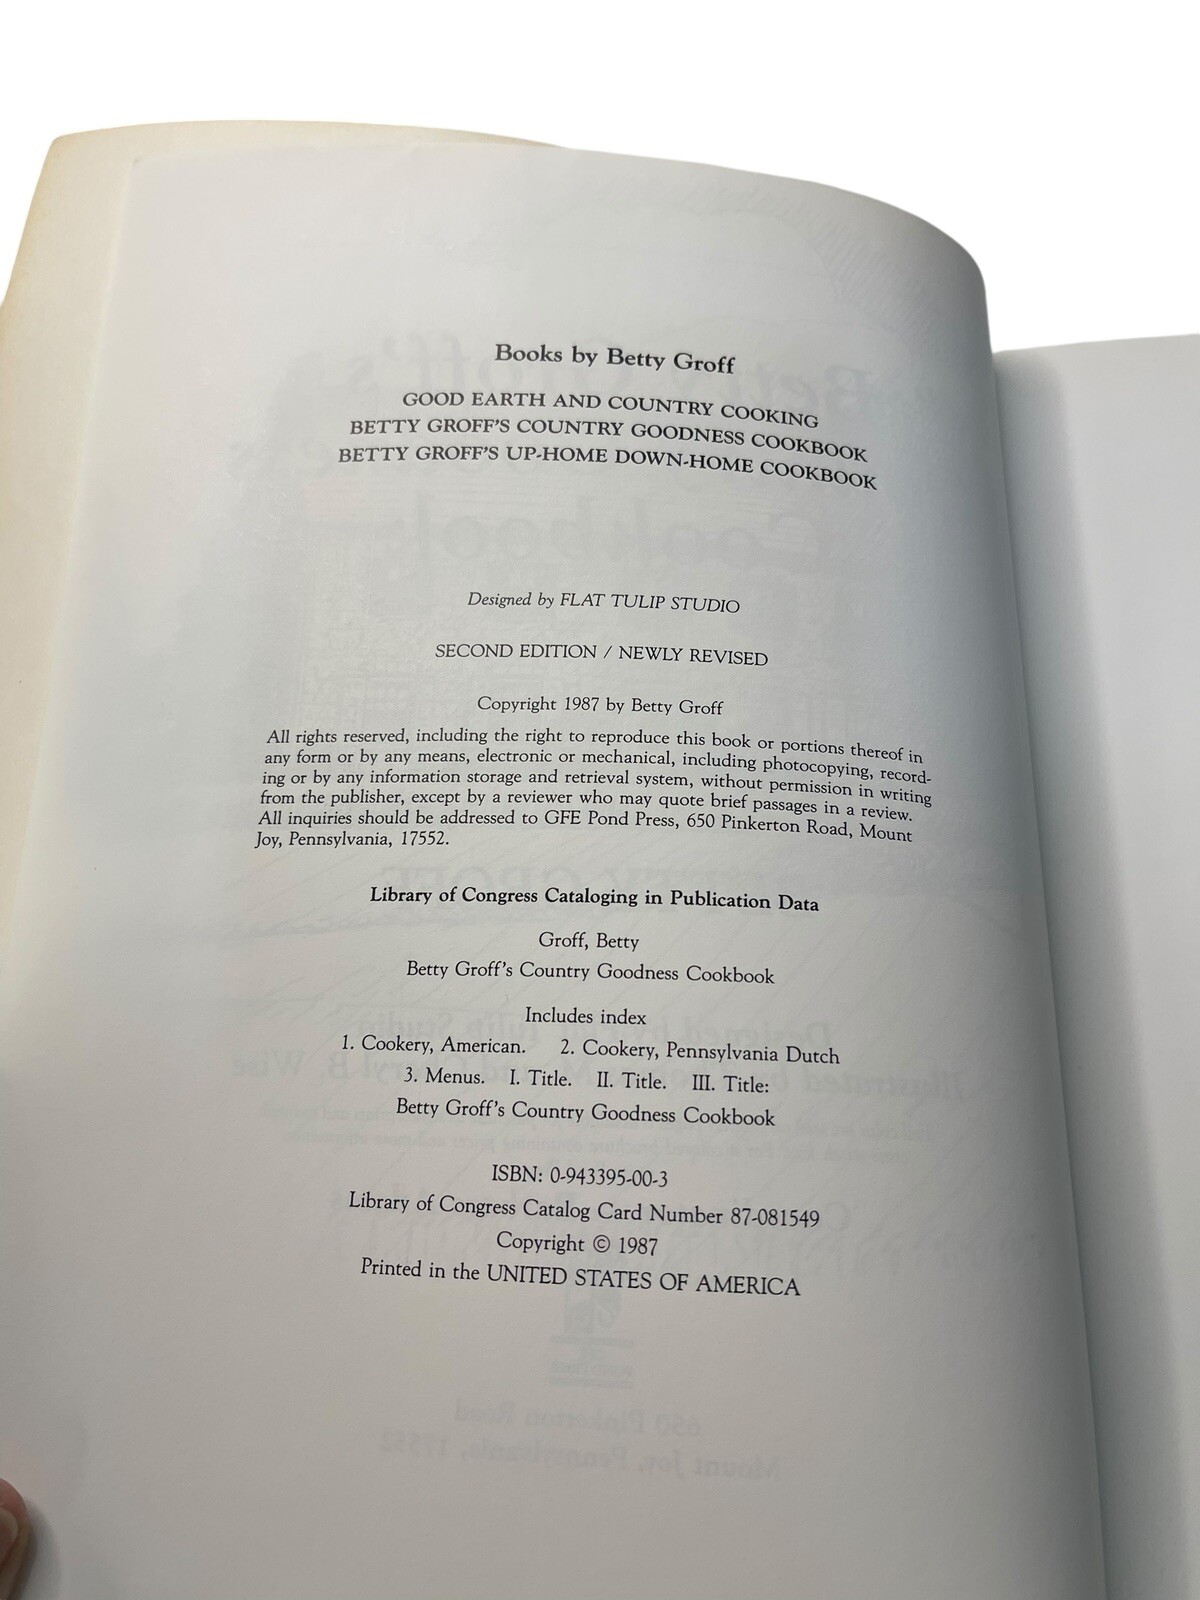 Books by Betty Groff
GOOD EARTH AND COUNTRY COOKING
BETTY GROFF'S COUNTRY GOODNESS COOKBOOK
BETTY GROFF'S UP-HOME DOWN-HOME COOKBOOK
Designed by FLAT TULIP STUDIO
SECOND EDITION / NEWLY REVISED
Copyright 1987 by Betty Groff
All rights reserved, including the right to reproduce this book or portions thereof in
any form or by any means, electronic or mechanical, including photocopying, record-
ing or by any information storage and retrieval system, without permission in writing
from the publisher, except by a reviewer who may quote brief passages in a review.
All inquiries should be addressed to GFE Pond Press, 650 Pinkerton Road, Mount
Joy, Pennsylvania, 17552.
Library of Congress Cataloging in Publication Data
Groff, Betty
Betty Groff's Country Goodness Cookbook
Includes index
1. Cookery, American. 2. Cookery, Pennsylvania Dutch
3. Menus. I. Title. II. Title. III. Title:
Betty Groff's Country Goodness Cookbook
ISBN: 0-943395-00-3
Library of Congress Catalog Card Number 87-081549
Copyright © 1987
Printed in the UNITED STATES OF AMERICA